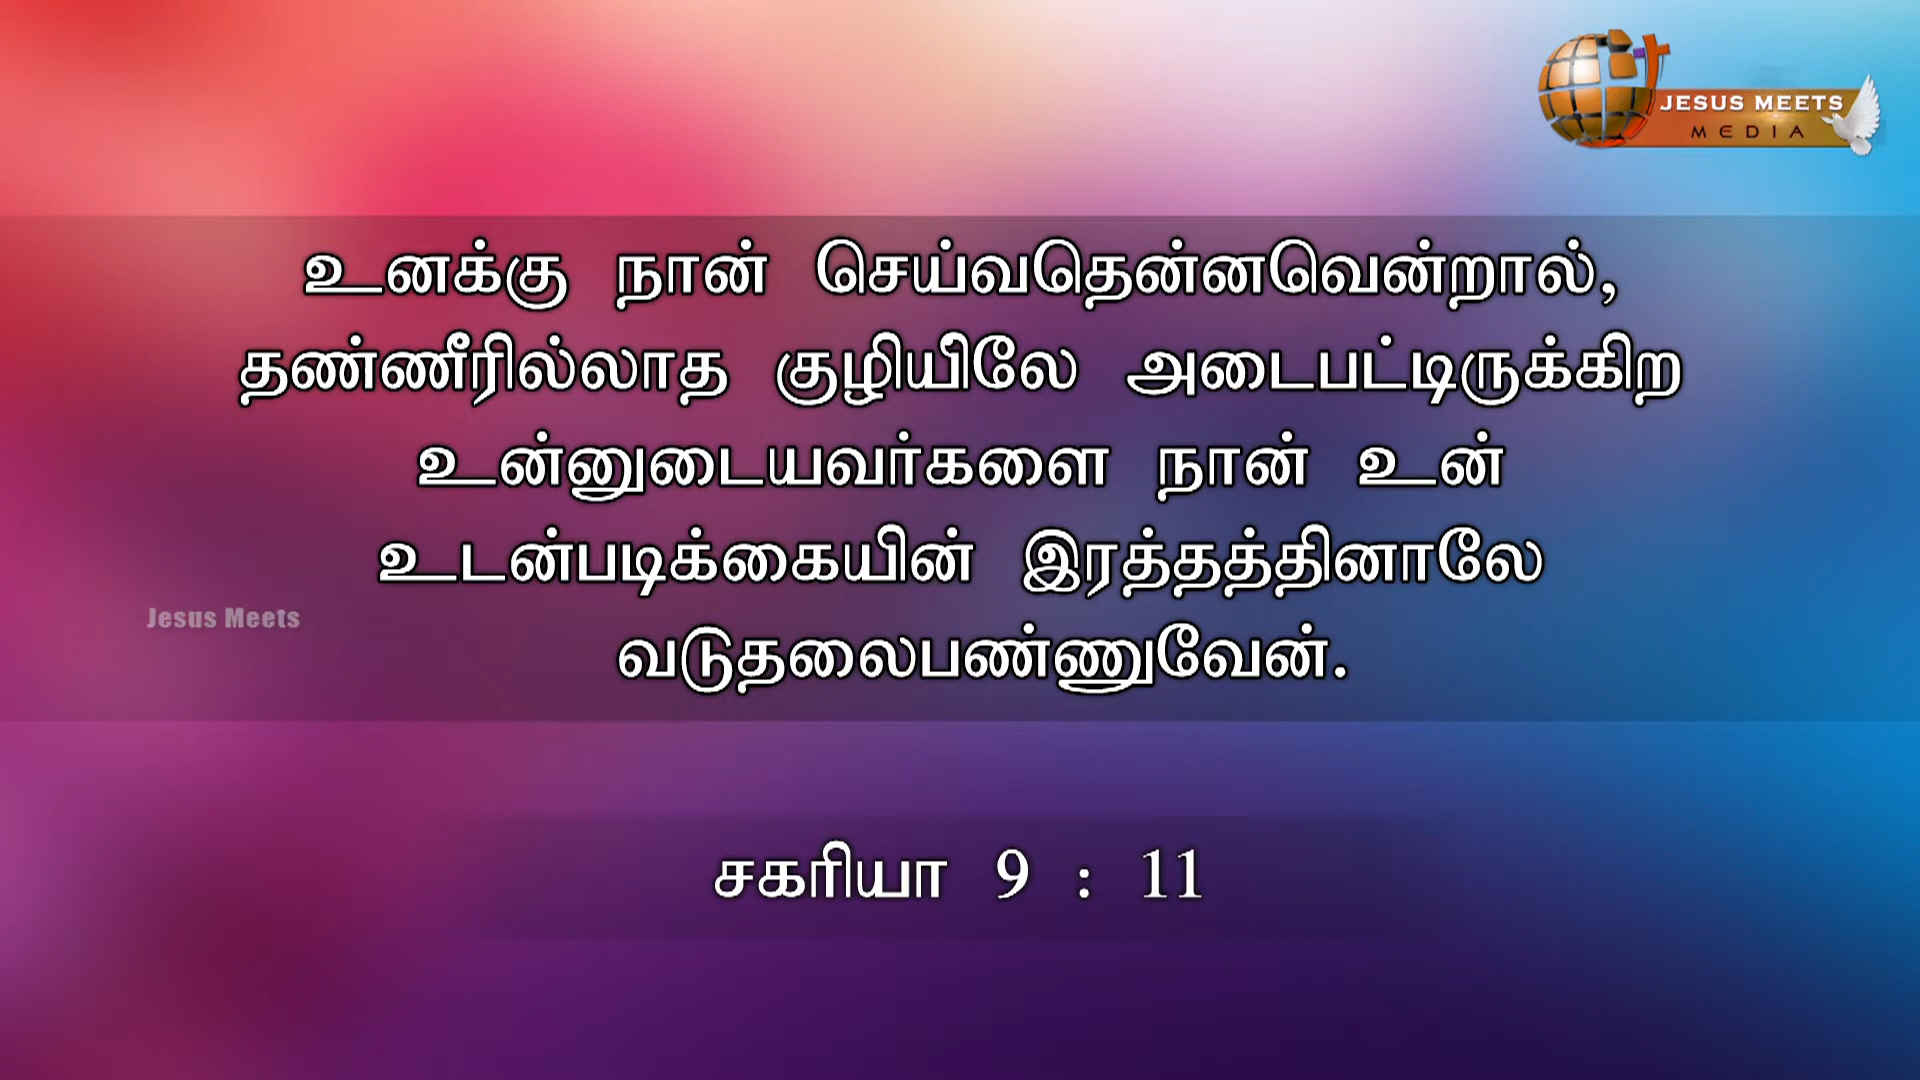 JESUS MEETS
MEDIA
உனக்கு நான் செய்வதென்னவென்றால்,
தண்ணீரில்லாத குழியிலே அடைபட்டிருக்கிற
உன்னுடையவர்களை நான் உன்
உடன்படிக்கையின் இரத்தத்தினாலே
வடுதலைபண்ணுவேன்.
Jesus Meets
சகரியா 9 : 11